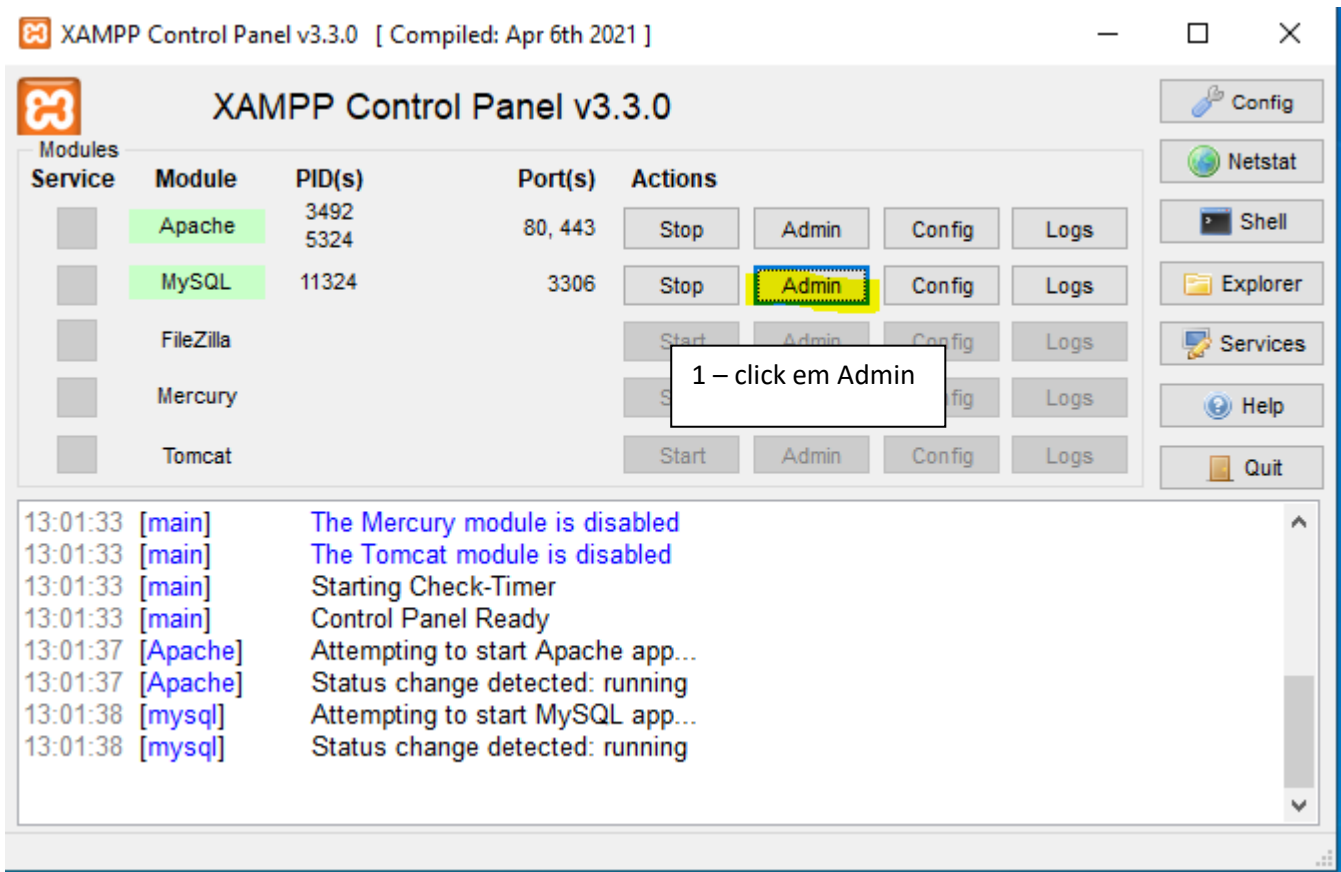 XAMPP Control Panel v3.3.0 [ Compiled: Apr 6th 2021 ]
XAMPP Control Panel v3.3.0
Config
Modules
Netstat
Service Module PID(s) Port(s) Actions
Apache 3492 5324 80, 443 Stop Admin Config Logs
Shell
MySQL 11324 3306 Stop Admin Config Logs
Explorer
FileZilla Start Admin Config Logs
Services
1 – click em Admin
Mercury Logs
Help
Tomcat Start Admin Config Logs
Quit
13:01:33 [main] The Mercury module is disabled
13:01:33 [main] The Tomcat module is disabled
13:01:33 [main] Starting Check-Timer
13:01:33 [main] Control Panel Ready
13:01:37 [Apache] Attempting to start Apache app...
13:01:37 [Apache] Status change detected: running
13:01:38 [mysql] Attempting to start MySQL app...
13:01:38 [mysql] Status change detected: running